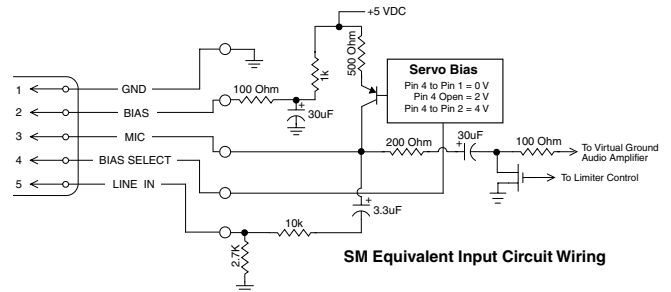 +5 VDC
Servo Bias
Pin 4 to Pin 1 = 0 V
Pin 4 Open = 2 V
Pin 4 to Pin 2 = 4 V
500 Ohm
1k
1 GND
100 Ohm
2 BIAS
+
30uF
3 MIC
200 Ohm
30uF
+
100 Ohm
To Virtual Ground
Audio Amplifier
4 BIAS SELECT
To Limiter Control
5 LINE IN
+
3.3uF
10k
2.7K
SM Equivalent Input Circuit Wiring